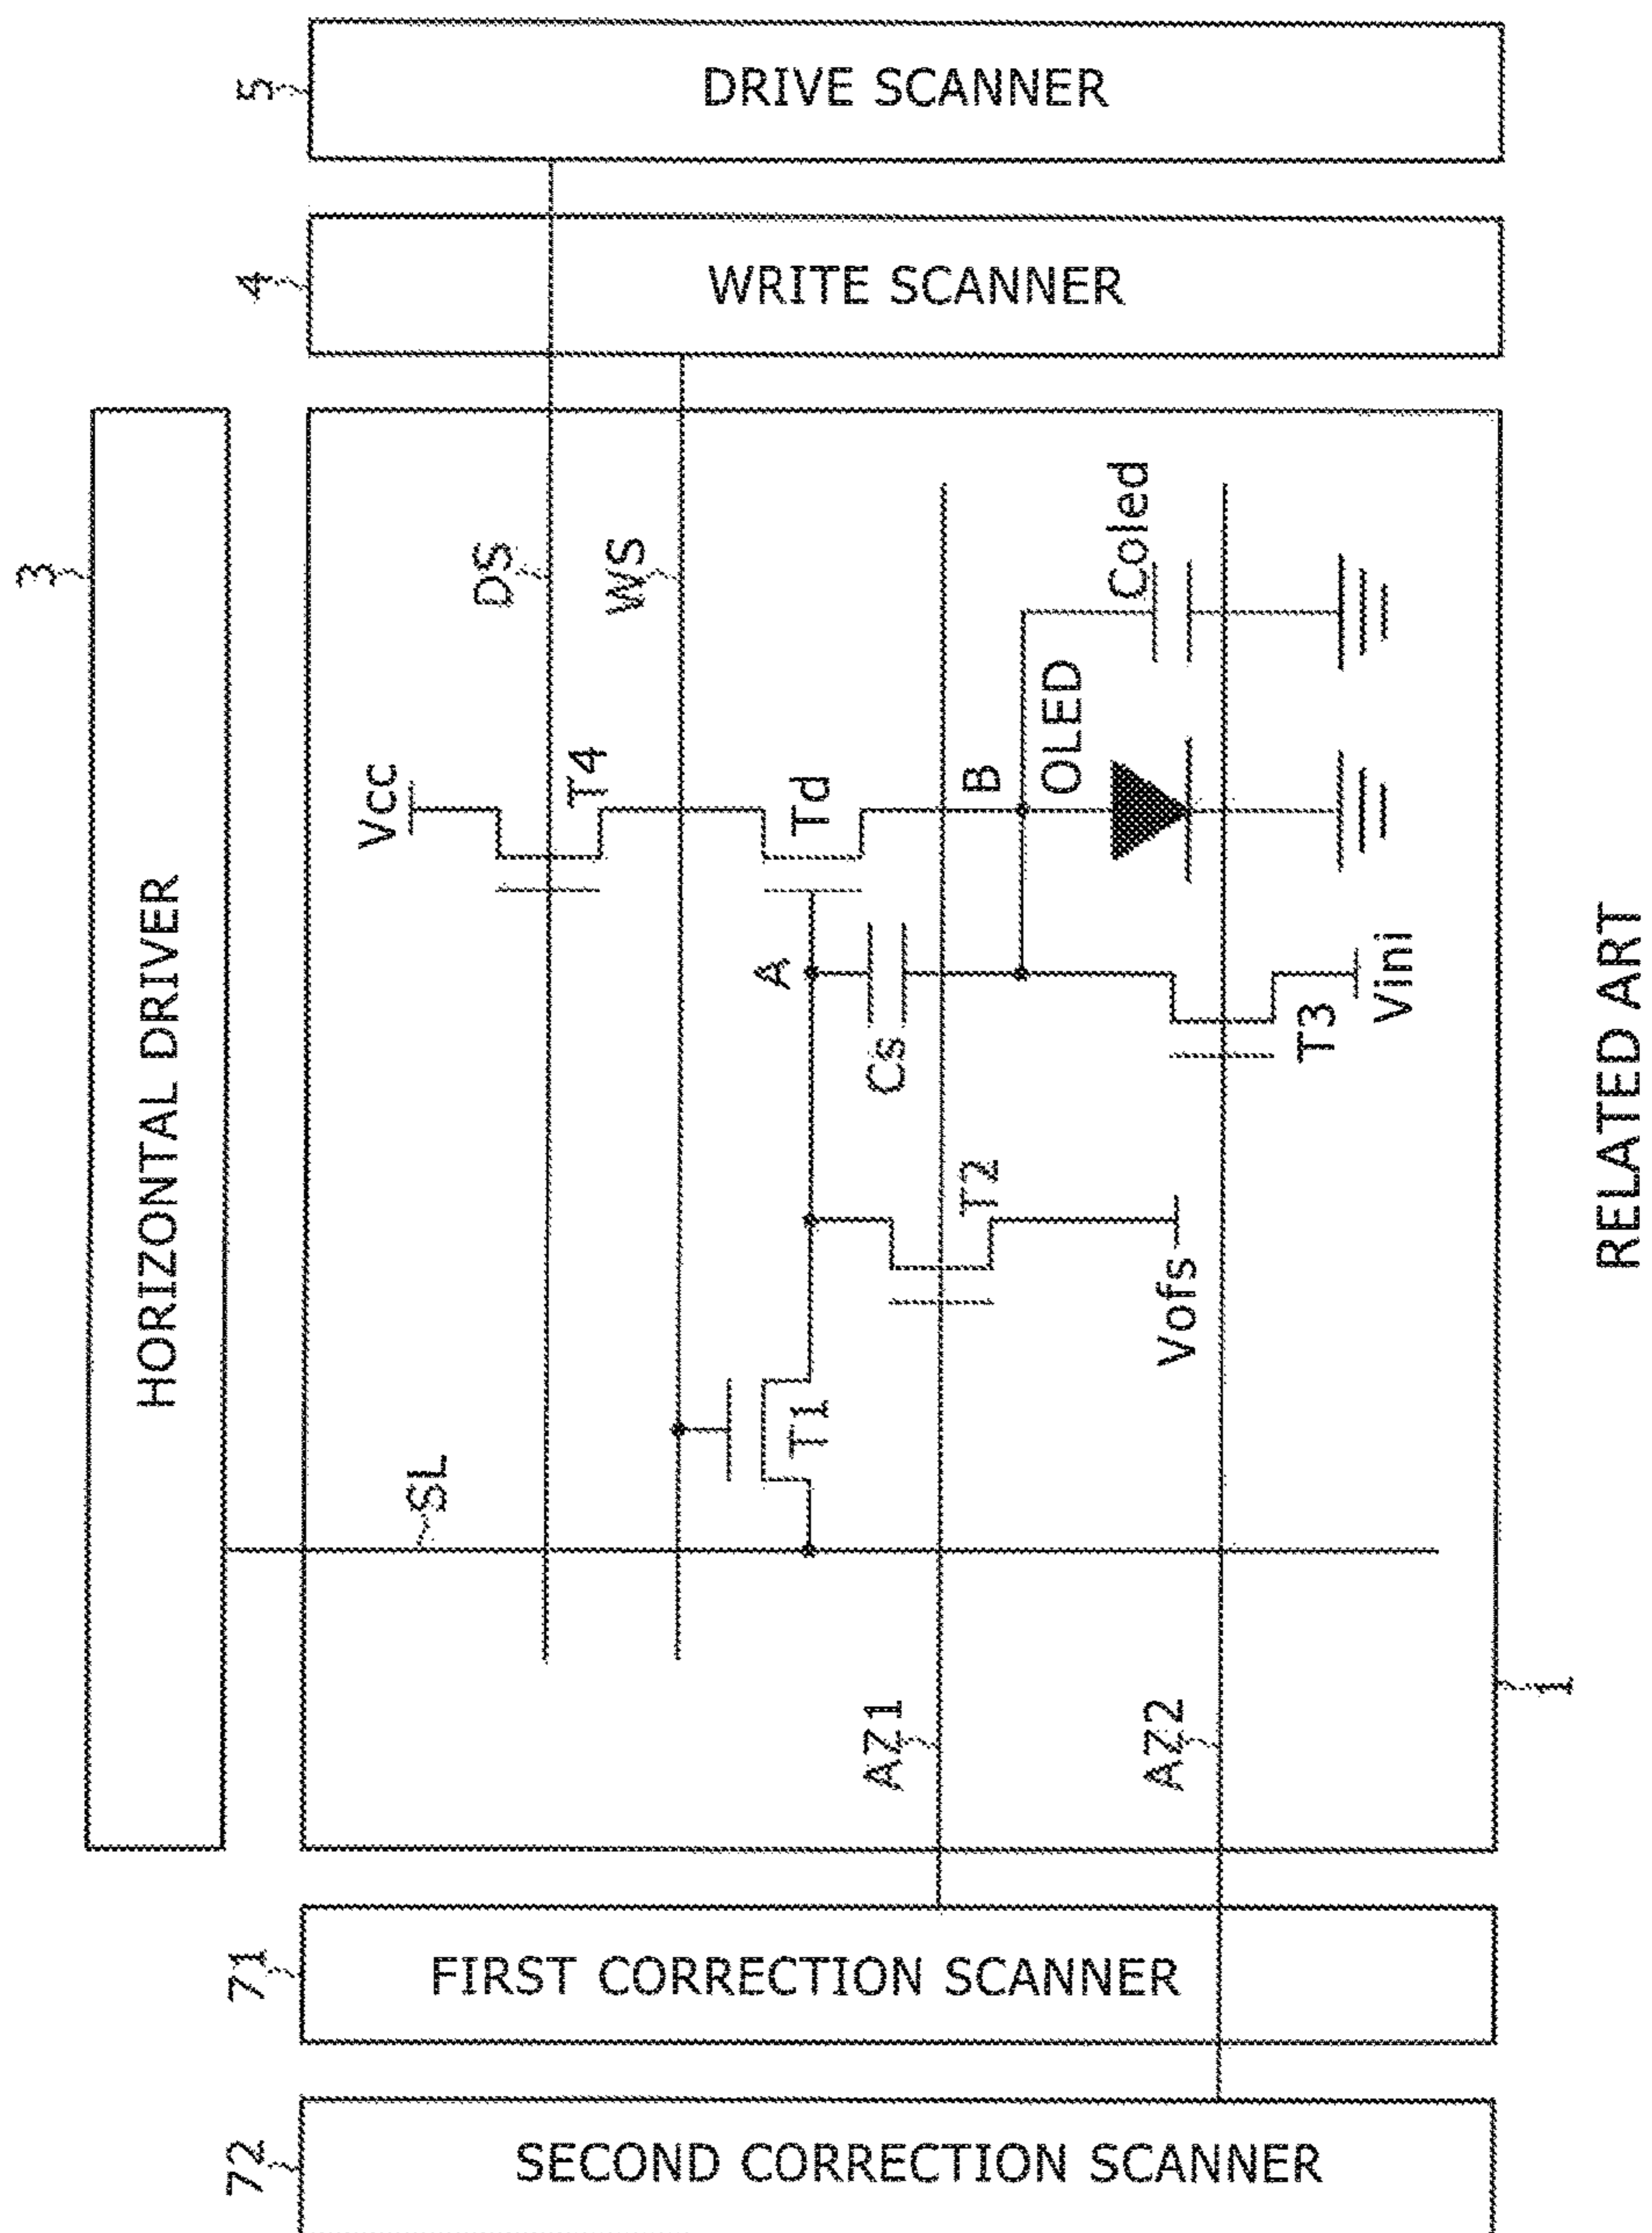 DRIVE SCANNER
5
WRITE SCANNER
4
HORIZONTAL DRIVER
3
DS
WS
Vcc
T4
Td
B
OLED
Coled
A
Cs
T3
Vini
T2
Vofs
T1
SL
AZ1
AZ2
1
FIRST CORRECTION SCANNER
71
SECOND CORRECTION SCANNER
72
RELATED ART